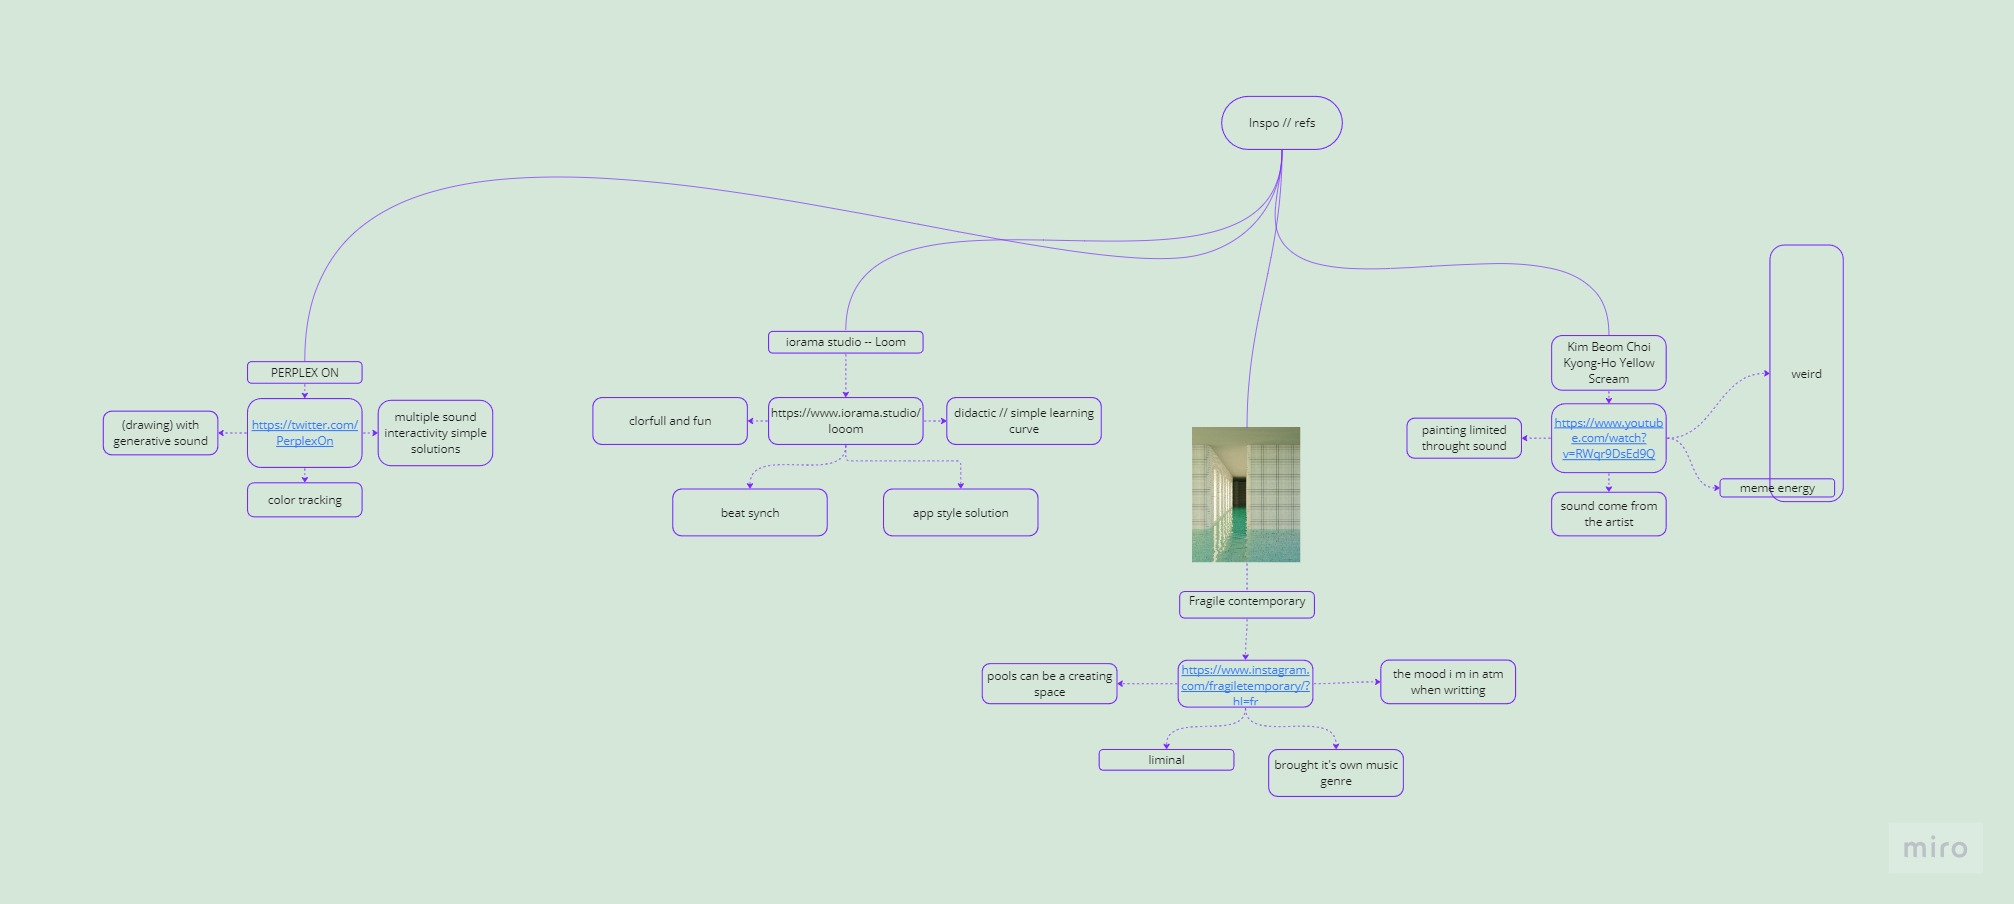 Inspo // refs
PERPLEX ON
https://twitter.com/
PerplexOn
(drawing) with
generative sound
multiple sound
interactivity simple
solutions
color tracking
iorama studio -- Loom
https://www.iorama.studio/
looom
clorfull and fun
didactic // simple learning
curve
beat synch
app style solution
Fragile contemporary
https://www.instagram.
com/fragiletemporary/?
hl=fr
pools can be a creating
space
the mood i m in atm
when writting
liminal
brought it's own music
genre
Kim Beom Choi
Kyong-Ho Yellow
Scream
https://www.youtub
e.com/watch?
v=RWqr9DsEd9Q
painting limited
throught sound
sound come from
the artist
weird
meme energy
miro